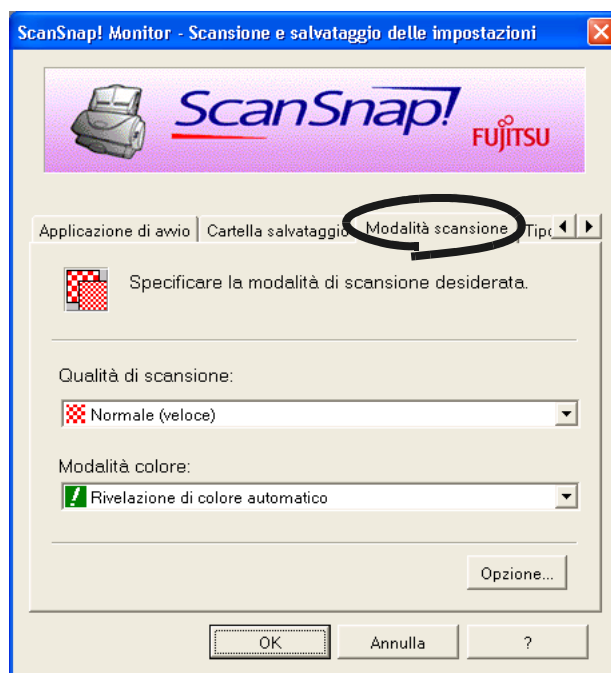 ScanSnap! Monitor - Scansione e salvataggio delle impostazioni
ScanSnap!
FUJITSU
Applicazione di avvio Cartella salvataggio Modalità scansione Tipo
Specificare la modalità di scansione desiderata.
Qualità di scansione:
Normale (veloce)
Modalità colore:
Rivelazione di colore automatico
Opzione...
OK Annulla ?